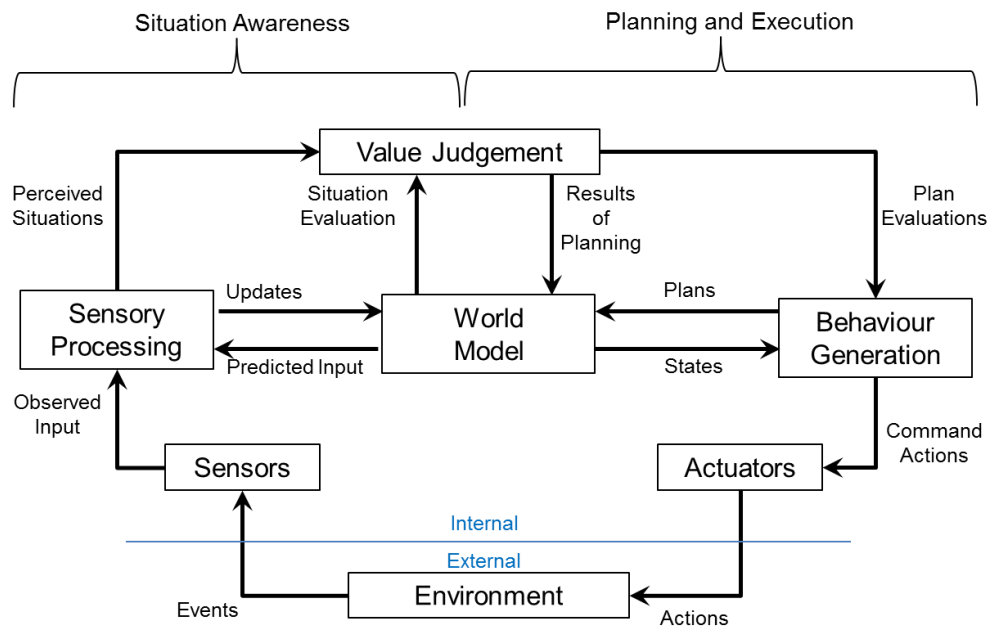 Situation Awareness
Planning and Execution
Value Judgement
Perceived
Situations
Situation
Evaluation
Results
of
Planning
Plan
Evaluations
Sensory
Processing
Updates
Predicted Input
World
Model
Plans
States
Behaviour
Generation
Observed
Input
Command
Actions
Sensors
Actuators
Internal
External
Environment
Events
Actions